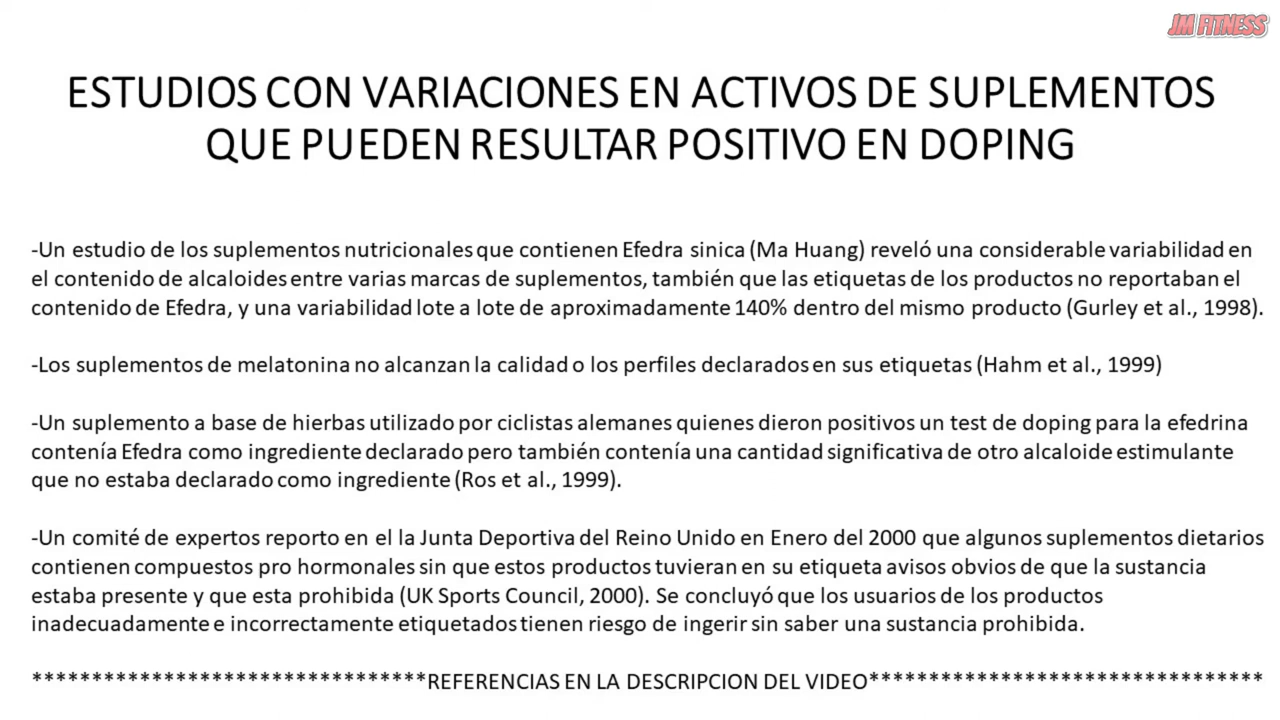 JM FITNESS
ESTUDIOS CON VARIACIONES EN ACTIVOS DE SUPLEMENTOS
QUE PUEDEN RESULTAR POSITIVO EN DOPING
-Un estudio de los suplementos nutricionales que contienen Efedra sinica (Ma Huang) reveló una considerable variabilidad en
el contenido de alcaloides entre varias marcas de suplementos, también que las etiquetas de los productos no reportaban el
contenido de Efedra, y una variabilidad lote a lote de aproximadamente 140% dentro del mismo producto (Gurley et al., 1998).
-Los suplementos de melatonina no alcanzan la calidad o los perfiles declarados en sus etiquetas (Hahm et al., 1999)
-Un suplemento a base de hierbas utilizado por ciclistas alemanes quienes dieron positivos un test de doping para la efedrina
contenía Efedra como ingrediente declarado pero también contenía una cantidad significativa de otro alcaloide estimulante
que no estaba declarado como ingrediente (Ros et al., 1999).
-Un comité de expertos reporto en el la Junta Deportiva del Reino Unido en Enero del 2000 que algunos suplementos dietarios
contienen compuestos pro hormonales sin que estos productos tuvieran en su etiqueta avisos obvios de que la sustancia
estaba presente y que esta prohibida (UK Sports Council, 2000). Se concluyó que los usuarios de los productos
inadecuadamente e incorrectamente etiquetados tienen riesgo de ingerir sin saber una sustancia prohibida.
*********************************REFERENCIAS EN LA DESCRIPCION DEL VIDEO*********************************